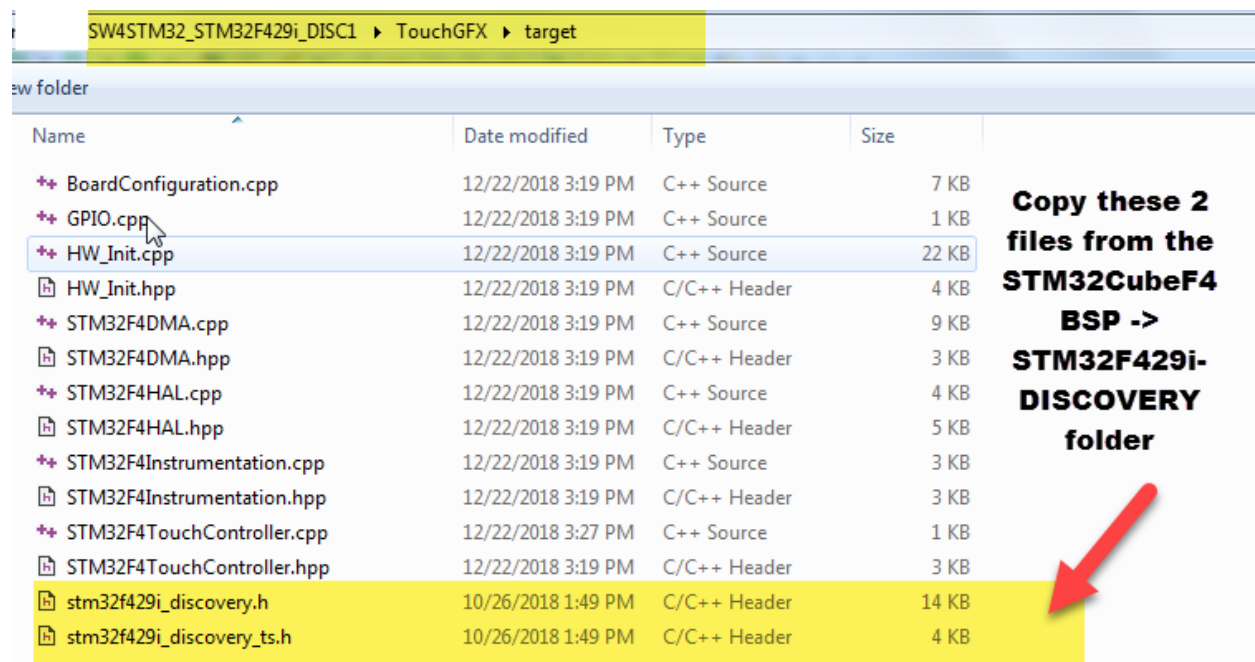 SW4STM32_STM32F429i_DISC1 ▸ TouchGFX ▸ target
ew folder
Name Date modified Type Size
BoardConfiguration.cpp 12/22/2018 3:19 PM C++ Source 7 KB
GPIO.cpp 12/22/2018 3:19 PM C++ Source 1 KB
HW_Init.cpp 12/22/2018 3:19 PM C++ Source 22 KB
HW_Init.hpp 12/22/2018 3:19 PM C/C++ Header 4 KB
STM32F4DMA.cpp 12/22/2018 3:19 PM C++ Source 9 KB
STM32F4DMA.hpp 12/22/2018 3:19 PM C/C++ Header 3 KB
STM32F4HAL.cpp 12/22/2018 3:19 PM C++ Source 4 KB
STM32F4HAL.hpp 12/22/2018 3:19 PM C/C++ Header 5 KB
STM32F4Instrumentation.cpp 12/22/2018 3:19 PM C++ Source 3 KB
STM32F4Instrumentation.hpp 12/22/2018 3:19 PM C/C++ Header 3 KB
STM32F4TouchController.cpp 12/22/2018 3:27 PM C++ Source 1 KB
STM32F4TouchController.hpp 12/22/2018 3:19 PM C/C++ Header 3 KB
stm32f429i_discovery.h 10/26/2018 1:49 PM C/C++ Header 14 KB
stm32f429i_discovery_ts.h 10/26/2018 1:49 PM C/C++ Header 4 KB
Copy these 2
files from the
STM32CubeF4
BSP ->
STM32F429i-
DISCOVERY
folder